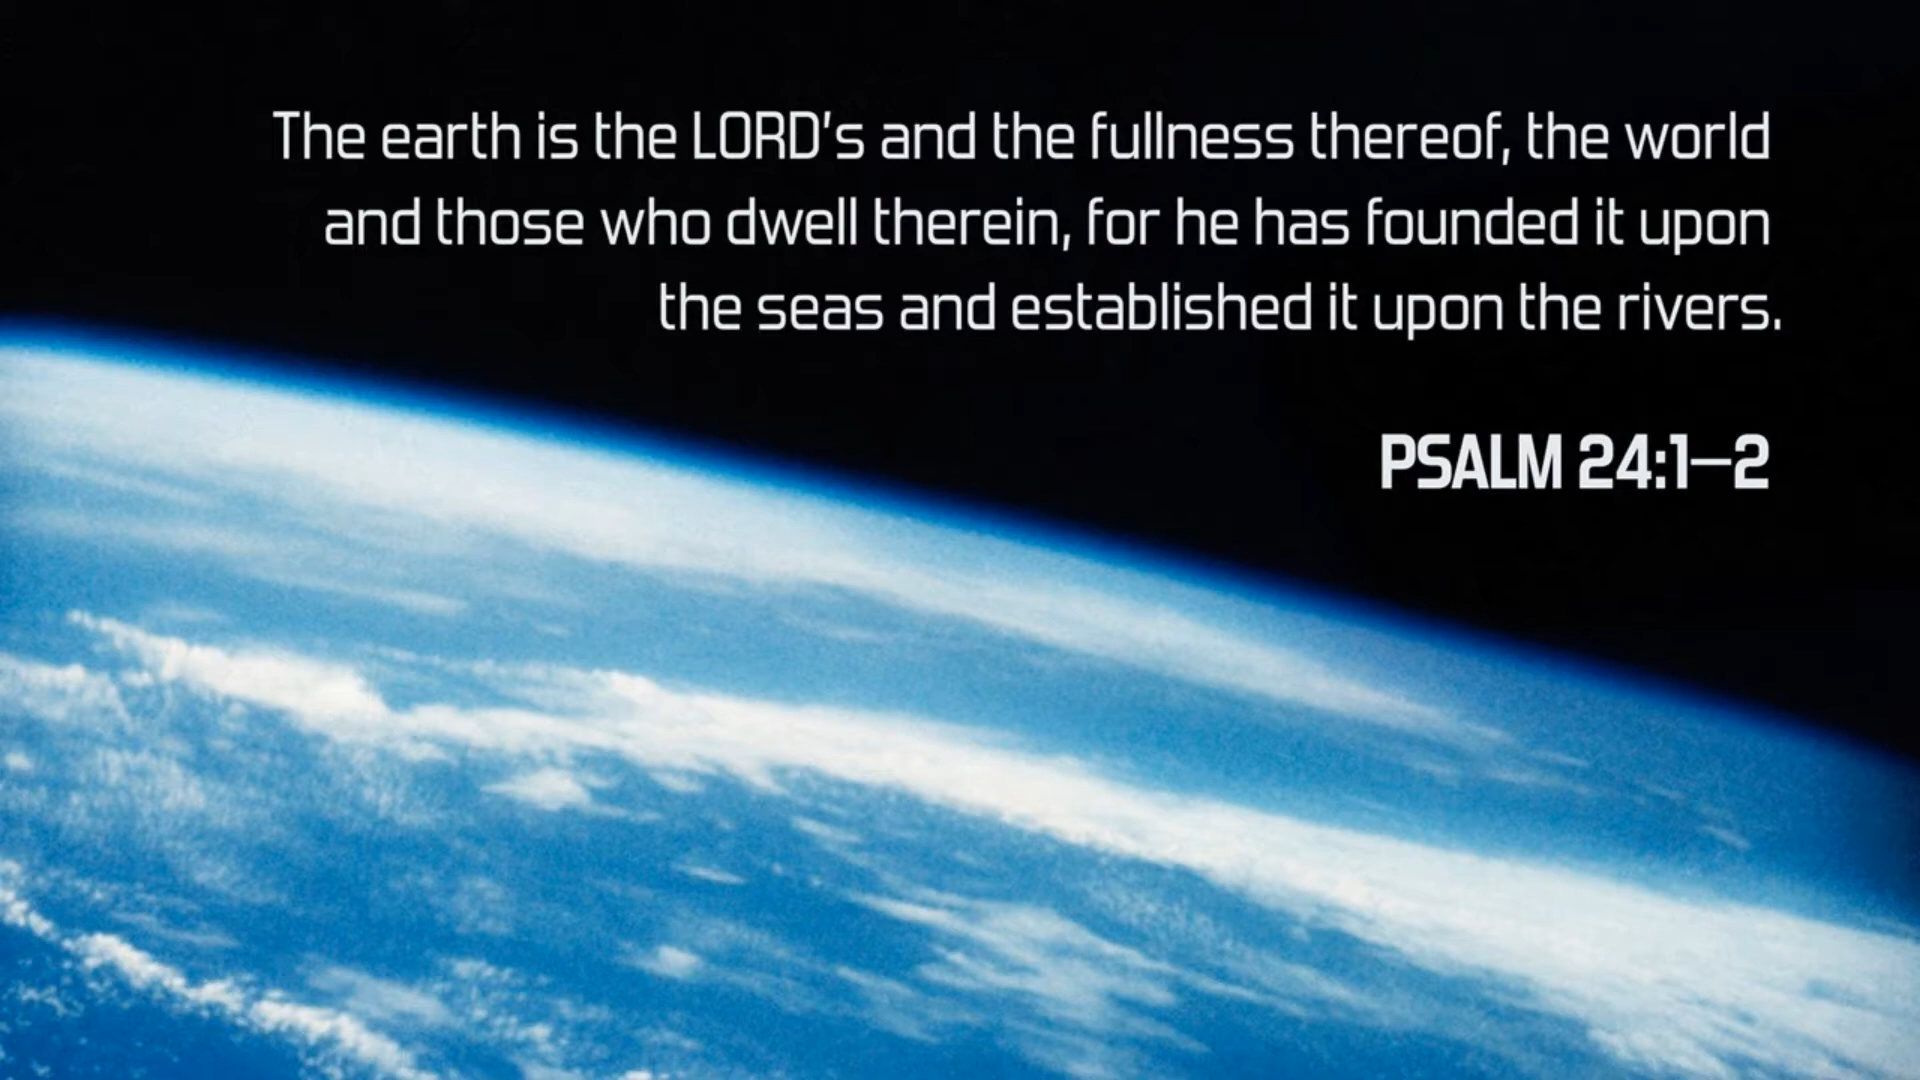 The earth is the LORD's and the fullness thereof, the world
and those who dwell therein, for he has founded it upon
the seas and established it upon the rivers.
PSALM 24:1–2